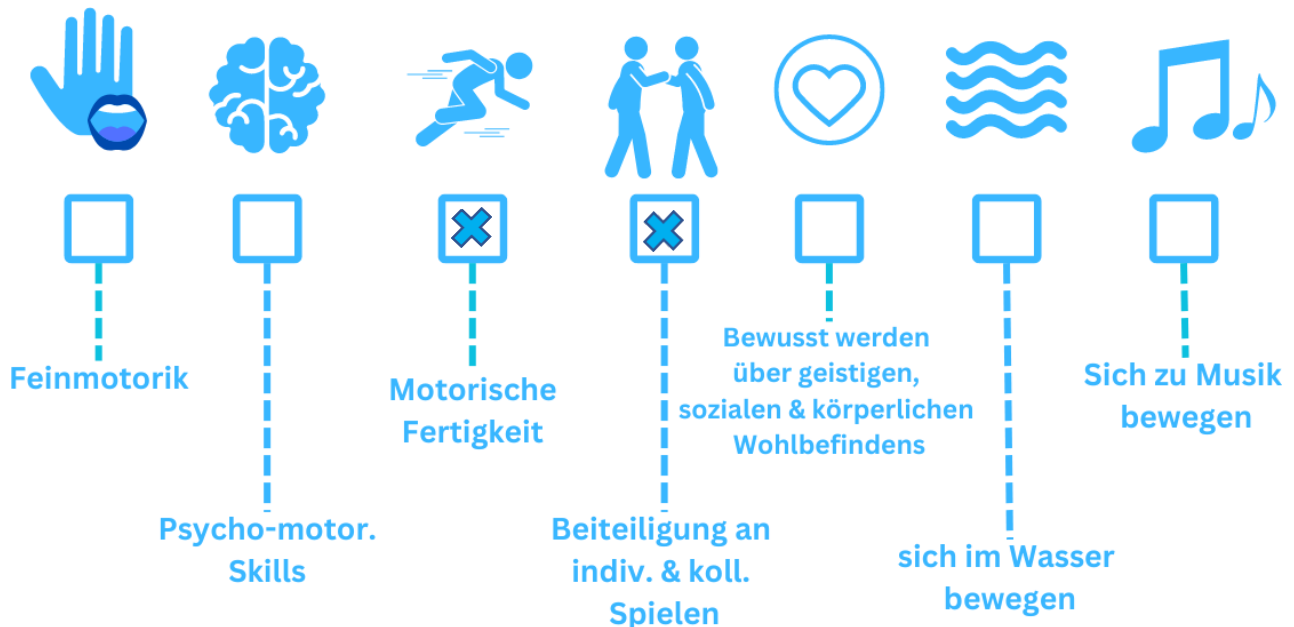 Feinmotorik
Psycho-motor.
Skills
Motorische
Fertigkeit
Beiteiligung an
indiv. & koll.
Spielen
Bewusst werden
über geistigen,
sozialen & körperlichen
Wohlbefindens
sich im Wasser
bewegen
Sich zu Musik
bewegen